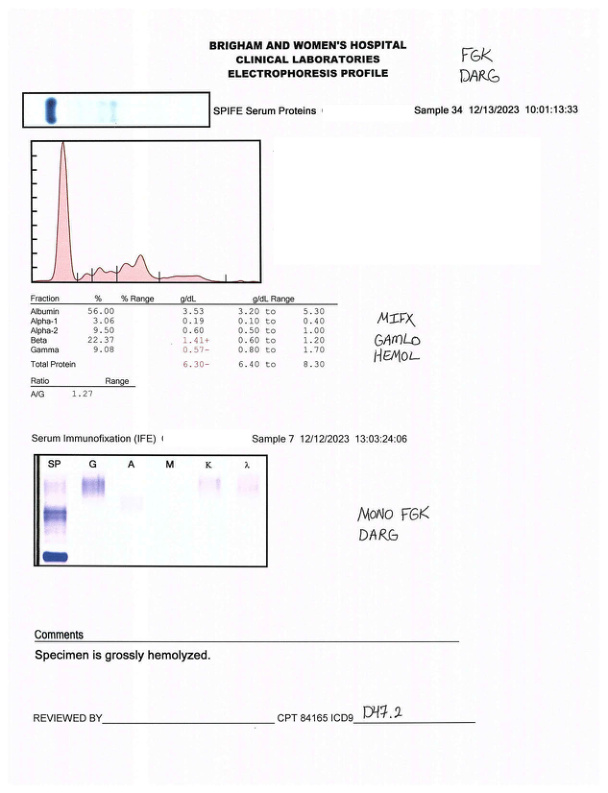 BRIGHAM AND WOMEN'S HOSPITAL
CLINICAL LABORATORIES
ELECTROPHORESIS PROFILE
FGK
DARG
SPIFE Serum Proteins Sample 34 12/13/2023 10:01:13:33
Fraction % % Range g/dL g/dL Range
Albumin 56.00 3.53 3.20 to 5.30
Alpha-1 3.06 0.19 0.10 to 0.40
Alpha-2 9.50 0.60 0.50 to 1.00
Beta 22.37 1.41+ 0.60 to 1.20
Gamma 9.08 0.57- 0.80 to 1.70
Total Protein 6.30- 6.40 to 8.30
MIFX
GAMLO
HEMOL
Ratio Range
A/G 1.27
Serum Immunofixation (IFE) Sample 7 12/12/2023 13:03:24:06
SP G A M K λ
MONO FGK
DARG
Comments
Specimen is grossly hemolyzed.
REVIEWED BY CPT 84165 ICD9 D47.2